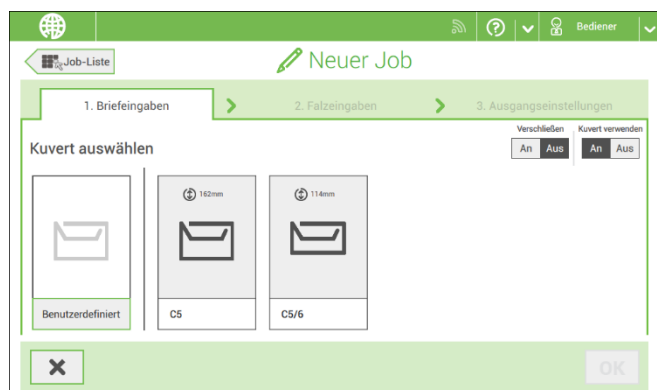 Bediener
Job-Liste
Neuer Job
1. Briefeingaben
2. Falzeingaben
3. Ausgangseinstellungen
Kuvert auswählen
Verschließen
Kuvert verwenden
An Aus
An Aus
162mm
114mm
Benutzerdefiniert
C5
C5/6
OK